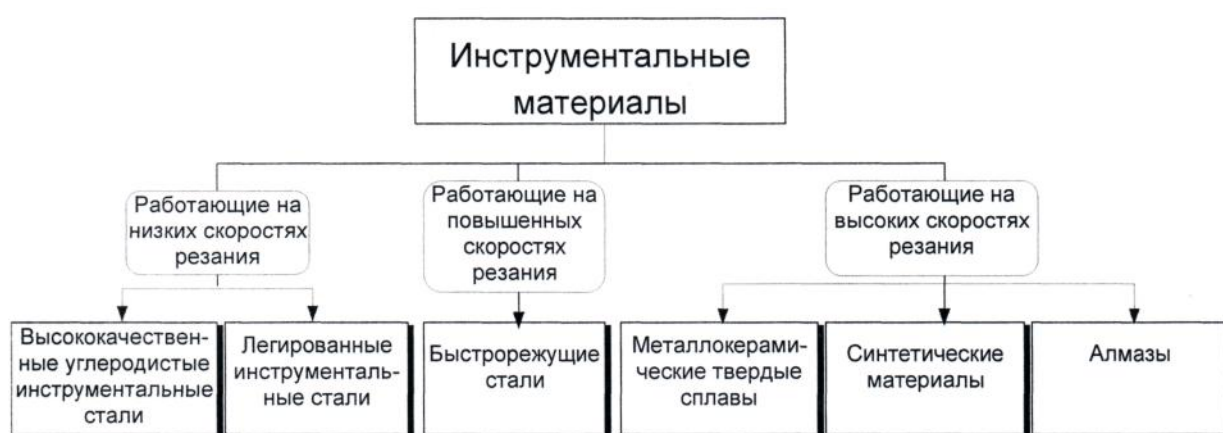 Инструментальные
материалы
Работающие на
низких скоростях
резания
Работающие на
повышенных
скоростях
резания
Работающие на
высоких скоростях
резания
Высококачествен-
ные углеродистые
инструментальные
стали
Легированные
инструменталь-
ные стали
Быстрорежущие
стали
Металлокерами-
ческие твердые
сплавы
Синтетические
материалы
Алмазы